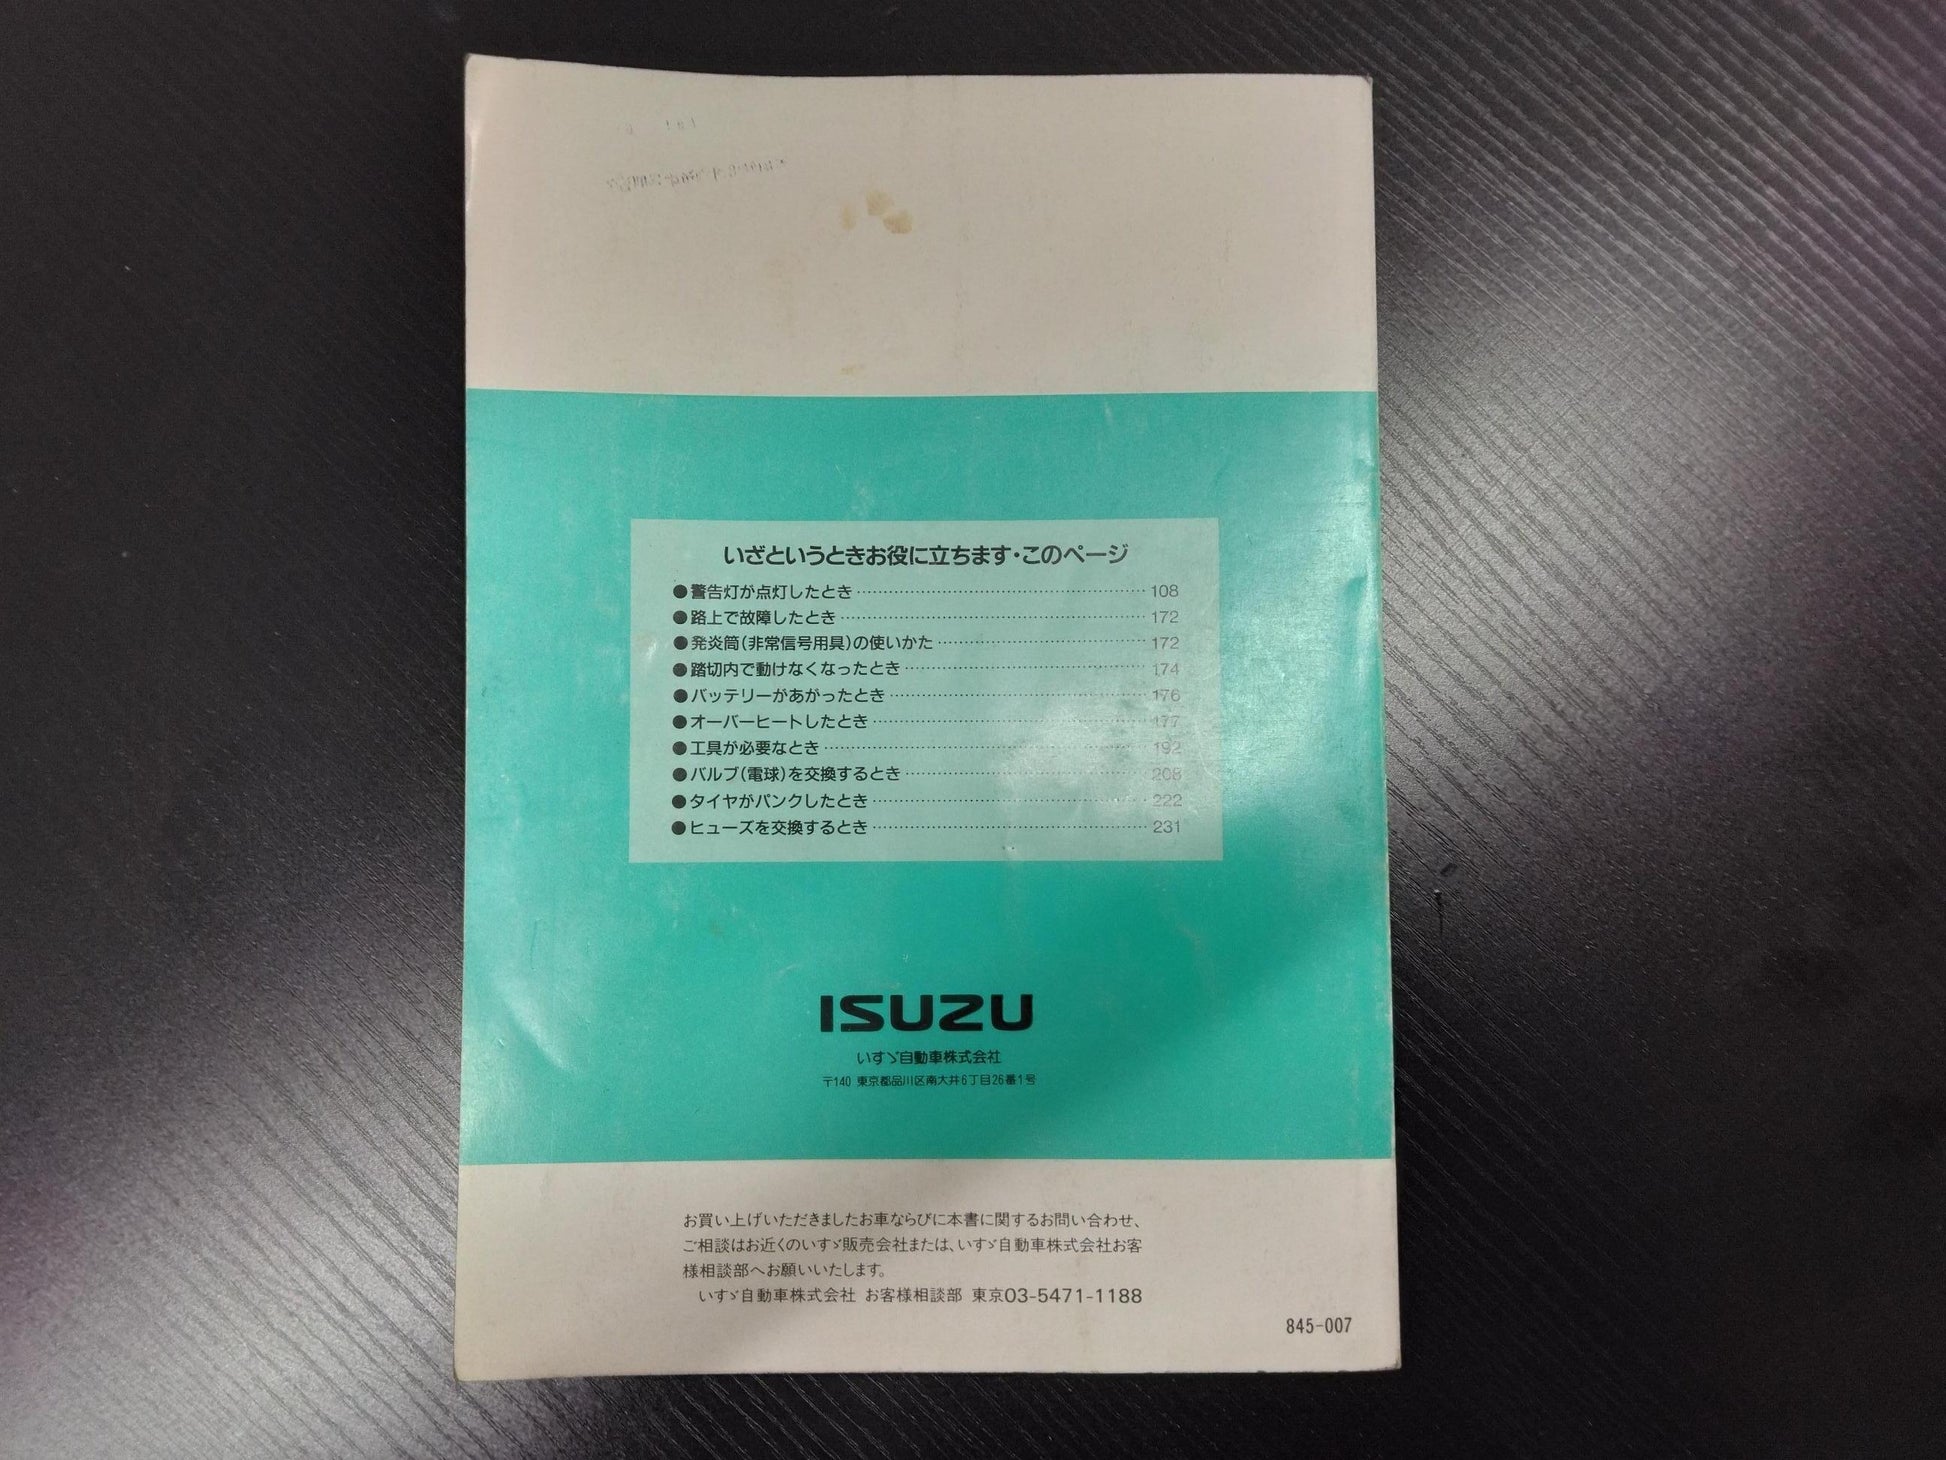 いざというときお役に立ちます・このページ
●警告灯が点灯したとき…………108
●路上で故障したとき…………172
●発炎筒(非常信号用具)の使いかた…………172
●踏切内で動けなくなったとき…………174
●バッテリーがあがったとき…………176
●オーバーヒートしたとき…………177
●工具が必要なとき…………192
●バルブ(電球)を交換するとき…………208
●タイヤがパンクしたとき…………222
●ヒューズを交換するとき…………231
ISUZU
いすゞ自動車株式会社
〒140 東京都品川区南大井6丁目26番1号
お買い上げいただきましたお車ならびに本書に関するお問い合わせ、
ご相談はお近くのいすゞ販売会社または、いすゞ自動車株式会社お客
様相談部へお願いいたします。
いすゞ自動車株式会社 お客様相談部 東京03-5471-1188
845-007